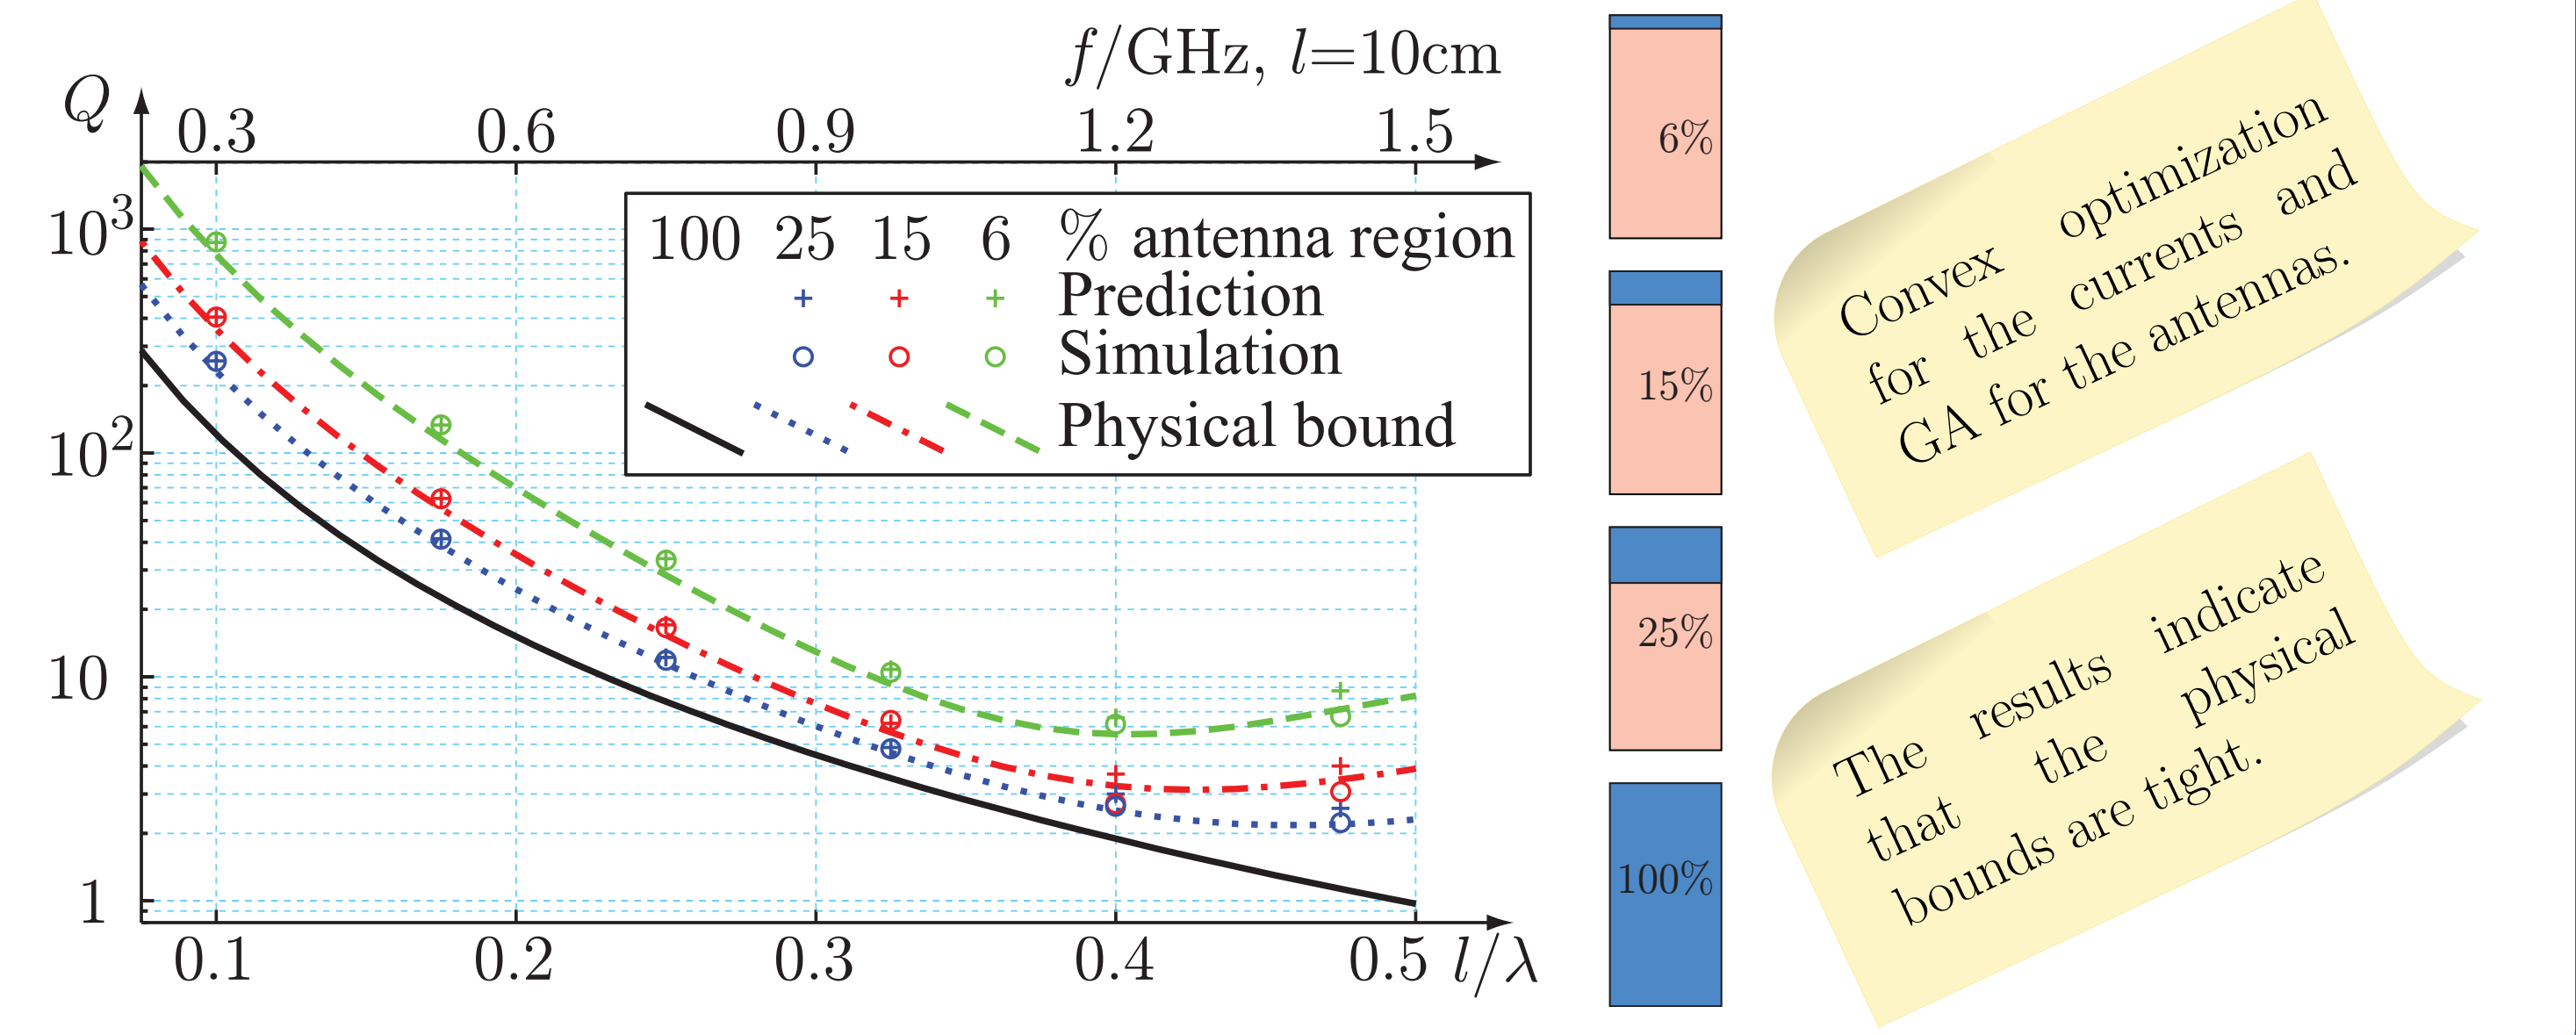 f/GHz, l=10cm
Q
0.3 0.6 0.9 1.2 1.5
10³
10²
10
1
100 25 15 6 % antenna region
Prediction
Simulation
Physical bound
0.1 0.2 0.3 0.4 0.5 l/λ
6%
15%
25%
100%
Convex optimization
for the currents and
GA for the antennas.
The results indicate
that the physical
bounds are tight.